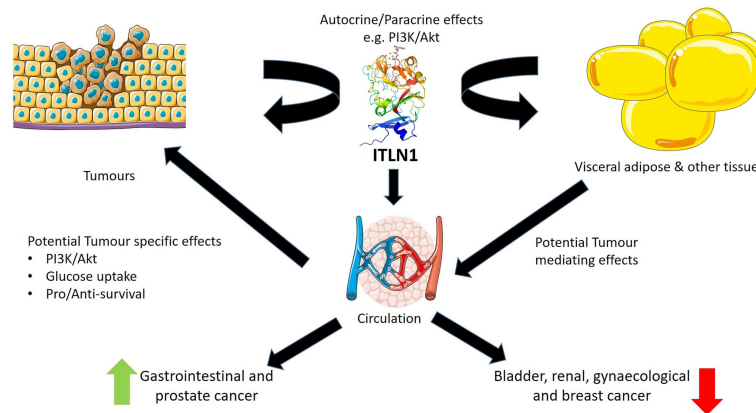 Autocrine/Paracrine effects
e.g. PI3K/Akt
ITLN1
Tumours
Visceral adipose & other tissue
Potential Tumour specific effects
• PI3K/Akt
• Glucose uptake
• Pro/Anti-survival
Potential Tumour
mediating effects
Circulation
Gastrointestinal and
prostate cancer
Bladder, renal, gynaecological
and breast cancer